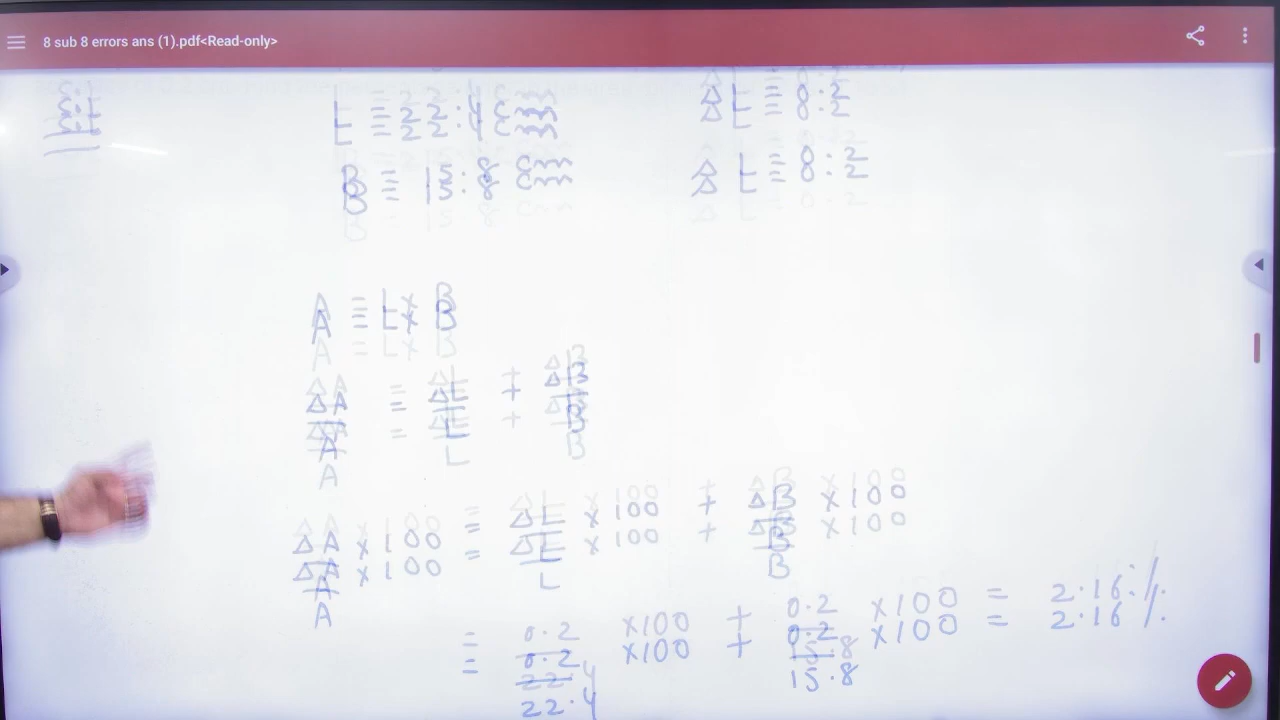 8 sub 8 errors ans (1).pdf<Read-only>
L = 22.4 cm ΔL = 0.2
B = 15.8 cm ΔL = 0.2
A = L x B
ΔA/A = ΔL/L + ΔB/B
ΔA/A x 100 = ΔL/L x 100 + ΔB/B x 100
= 0.2/22.4 x100 + 0.2/15.8 x100 = 2.16 %